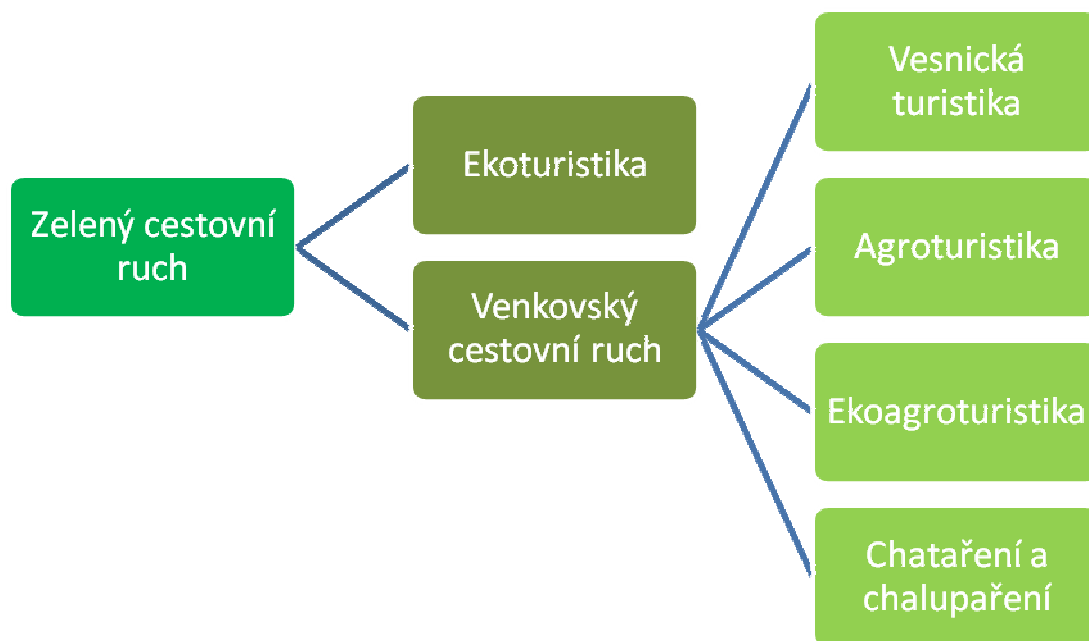 Zelený cestovní
ruch
Ekoturistika
Venkovský
cestovní ruch
Vesnická
turistika
Agroturistika
Ekoagroturistika
Chataření a
chalupaření